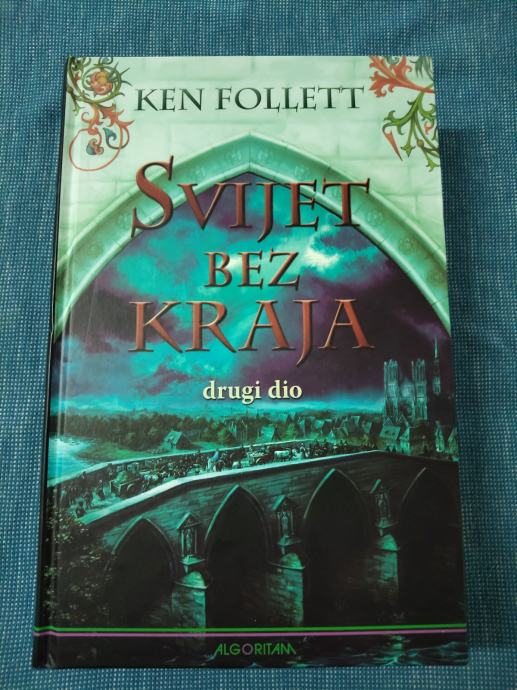 KEN FOLLETT
SVIJET
BEZ
KRAJA
drugi dio
ALGORITAM